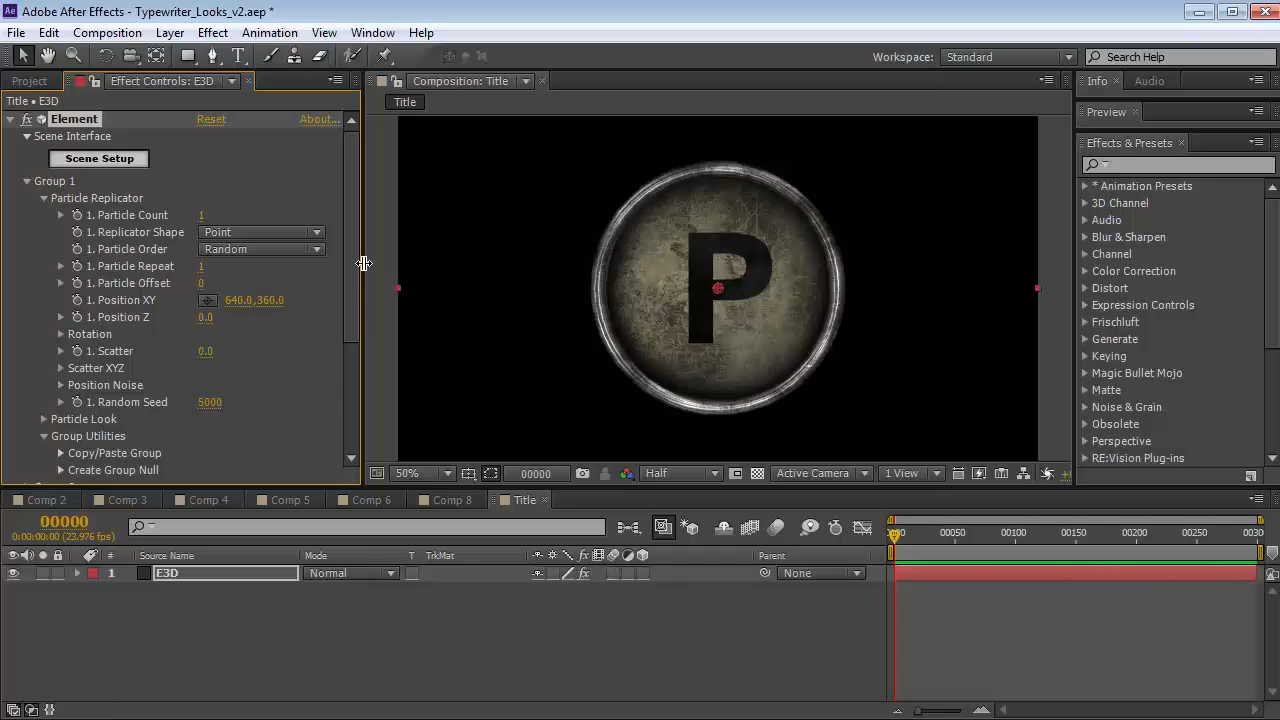 Ae Adobe After Effects - Typewriter_Looks_v2.aep *
File Edit Composition Layer Effect Animation View Window Help
T Workspace: Standard Search Help
Project Effect Controls: E3D Composition: Title Info Audio
Title • E3D Title
fx Element Reset About... Preview
Scene Interface
Scene Setup Effects & Presets
Group 1
Particle Replicator * Animation Presets
1. Particle Count 1 3D Channel
1. Replicator Shape Point Audio
1. Particle Order Random Blur & Sharpen
1. Particle Repeat 1 Channel
1. Particle Offset 0 Color Correction
1. Position XY 640.0,360.0 Distort
1. Position Z 0.0 Expression Controls
Rotation Frischluft
1. Scatter 0.0 Generate
Scatter XYZ Keying
Position Noise Magic Bullet Mojo
1. Random Seed 5000 Matte
Particle Look Noise & Grain
Group Utilities Obsolete
Copy/Paste Group Perspective
Create Group Null RE:Vision Plug-ins
P
50% 00000 Half Active Camera 1 View
Comp 2 Comp 3 Comp 4 Comp 5 Comp 6 Comp 8 Title
00000
0:00:00:00 (23.976 fps)
00050 00100 00150 00200 0030
# Source Name Mode T TrkMat fx Parent
1 E3D Normal fx None